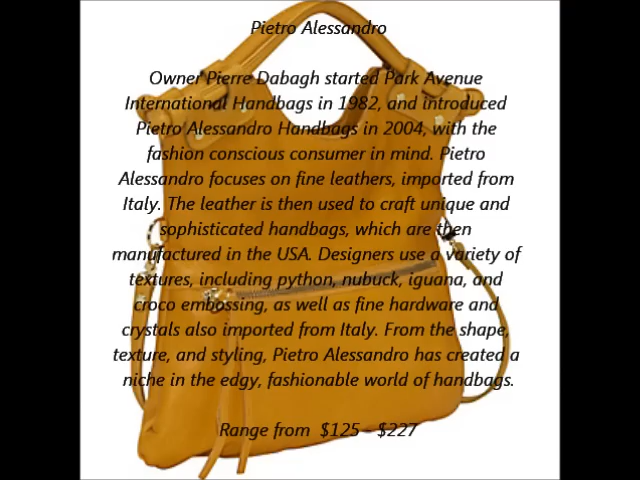 Pietro Alessandro
Owner Pierre Dabagh started Park Avenue
International Handbags in 1982, and introduced
Pietro Alessandro Handbags in 2004, with the
fashion conscious consumer in mind. Pietro
Alessandro focuses on fine leathers, imported from
Italy. The leather is then used to craft unique and
sophisticated handbags, which are then
manufactured in the USA. Designers use a variety of
textures, including python, nubuck, iguana, and
croco embossing, as well as fine hardware and
crystals also imported from Italy. From the shape,
texture, and styling, Pietro Alessandro has created a
niche in the edgy, fashionable world of handbags.
Range from $125 - $227